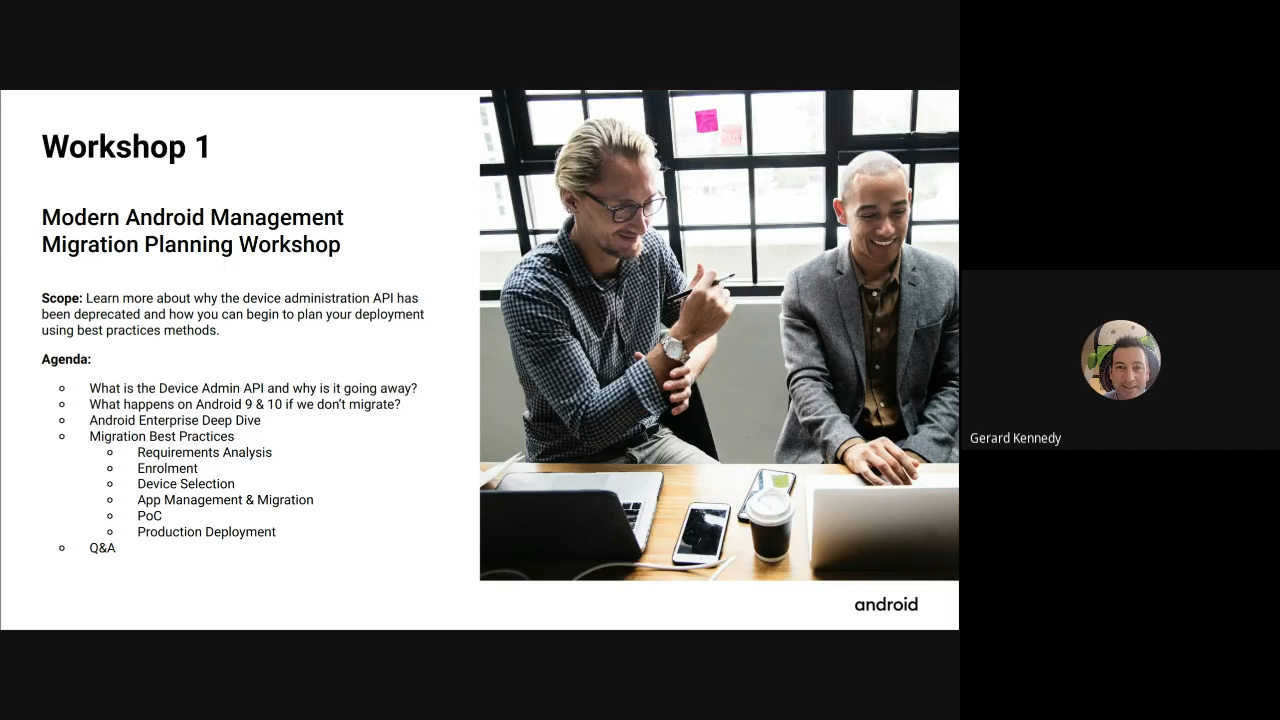 Workshop 1
Modern Android Management
Migration Planning Workshop
Scope: Learn more about why the device administration API has
been deprecated and how you can begin to plan your deployment
using best practices methods.
Agenda:
What is the Device Admin API and why is it going away?
What happens on Android 9 & 10 if we don’t migrate?
Android Enterprise Deep Dive
Migration Best Practices
Requirements Analysis
Enrolment
Device Selection
App Management & Migration
PoC
Production Deployment
Q&A
android
Gerard Kennedy